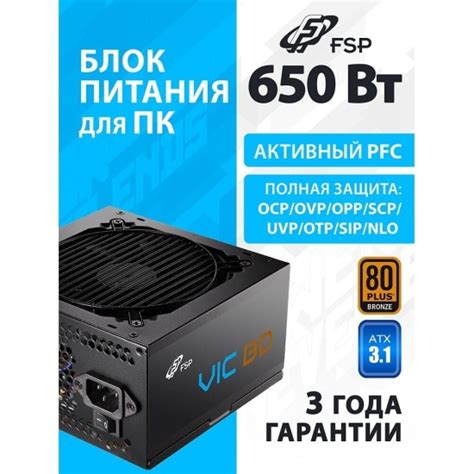 БЛОК
ПИТАНИЯ
для ПК
FSP
650 Вт
АКТИВНЫЙ PFC
ПОЛНАЯ ЗАЩИТА:
OCP/OVP/OPP/SCP/
UVP/OTP/SIP/NLO
80
PLUS
BRONZE
ATX
3.1
VIC BD
FSP
3 ГОДА
ГАРАНТИИ